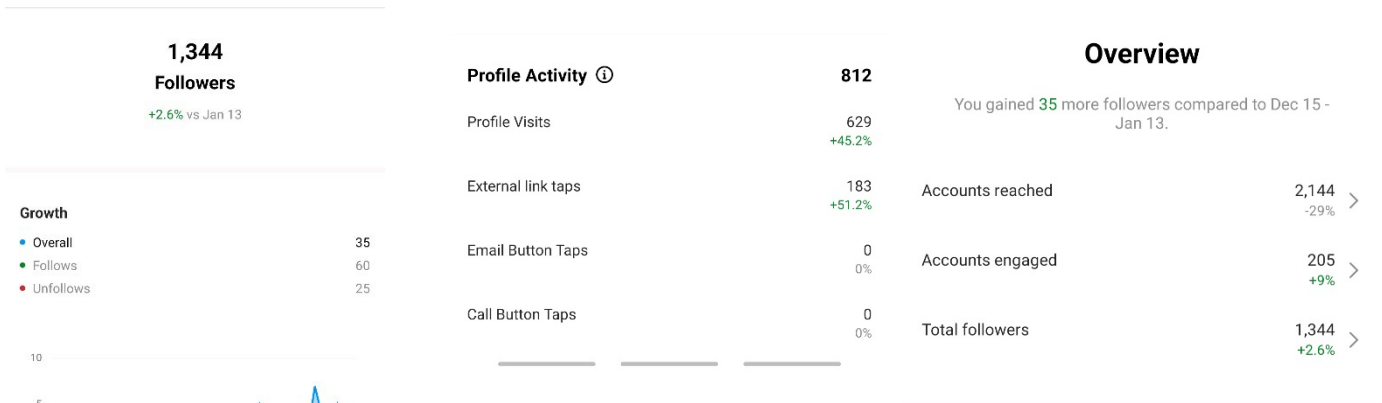 1,344
Followers
+2.6% vs Jan 13
Growth
Overall 35
Follows 60
Unfollows 25
10
5
Profile Activity 812
Profile Visits 629
+45.2%
External link taps 183
+51.2%
Email Button Taps 0
0%
Call Button Taps 0
0%
Overview
You gained 35 more followers compared to Dec 15 -
Jan 13.
Accounts reached 2,144
-29%
Accounts engaged 205
+9%
Total followers 1,344
+2.6%